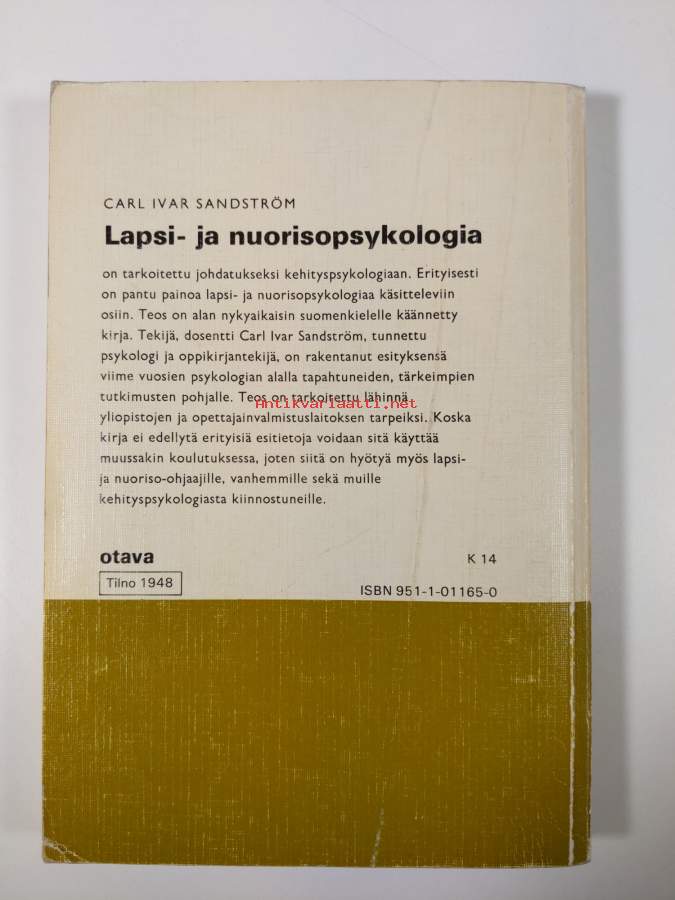 CARL IVAR SANDSTRÖM
Lapsi- ja nuorisopsykologia
on tarkoitettu johdatukseksi kehityspsykologiaan. Erityisesti
on pantu painoa lapsi- ja nuorisopsykologiaa käsitteleviin
osiin. Teos on alan nykyaikaisin suomenkielelle käännetty
kirja. Tekijä, dosentti Carl Ivar Sandström, tunnettu
psykologi ja oppikirjantekijä, on rakentanut esityksensä
viime vuosien psykologian alalla tapahtuneiden, tärkeimpien
tutkimusten pohjalle. Teos on tarkoitettu lähinnä
Antikvariaatti.net
yliopistojen ja opettajainvalmistuslaitoksen tarpeiksi. Koska
kirja ei edellytä erityisiä esitietoja voidaan sitä käyttää
muussakin koulutuksessa, joten siitä on hyötyä myös lapsi-
ja nuoriso-ohjaajille, vanhemmille sekä muille
kehityspsykologiasta kiinnostuneille.
otava
K 14
Tilno 1948
ISBN 951-1-01165-0